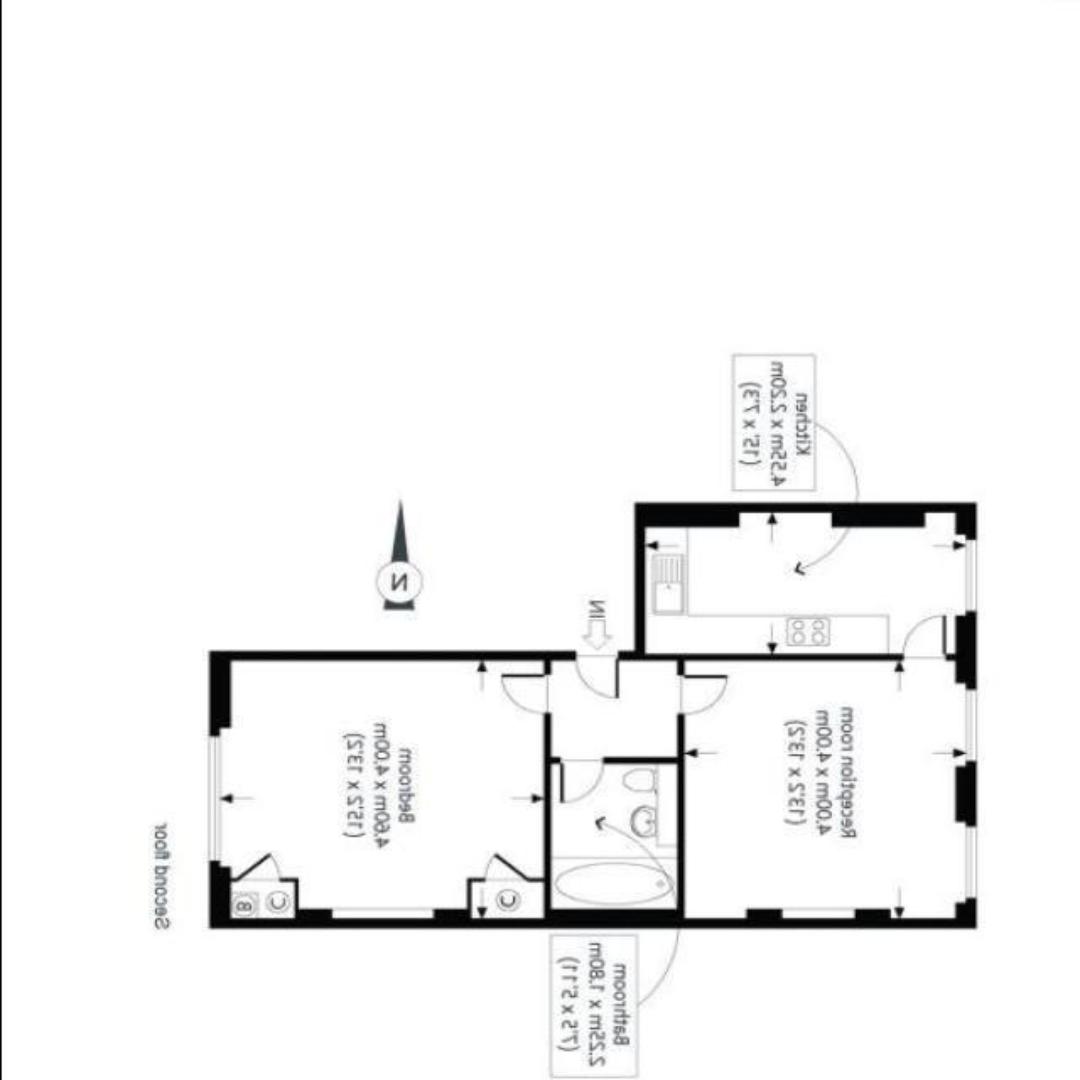 Kitchen
4.55m x 2.20m
(15' x 7'3)
N
IN
Reception room
4.00m x 4.00m
(13'2 x 13'2)
Bedroom
4.60m x 4.00m
(15'2 x 13'2)
B
C
C
Second floor
Bathroom
2.25m x 1.80m
(7'5 x 5'11)